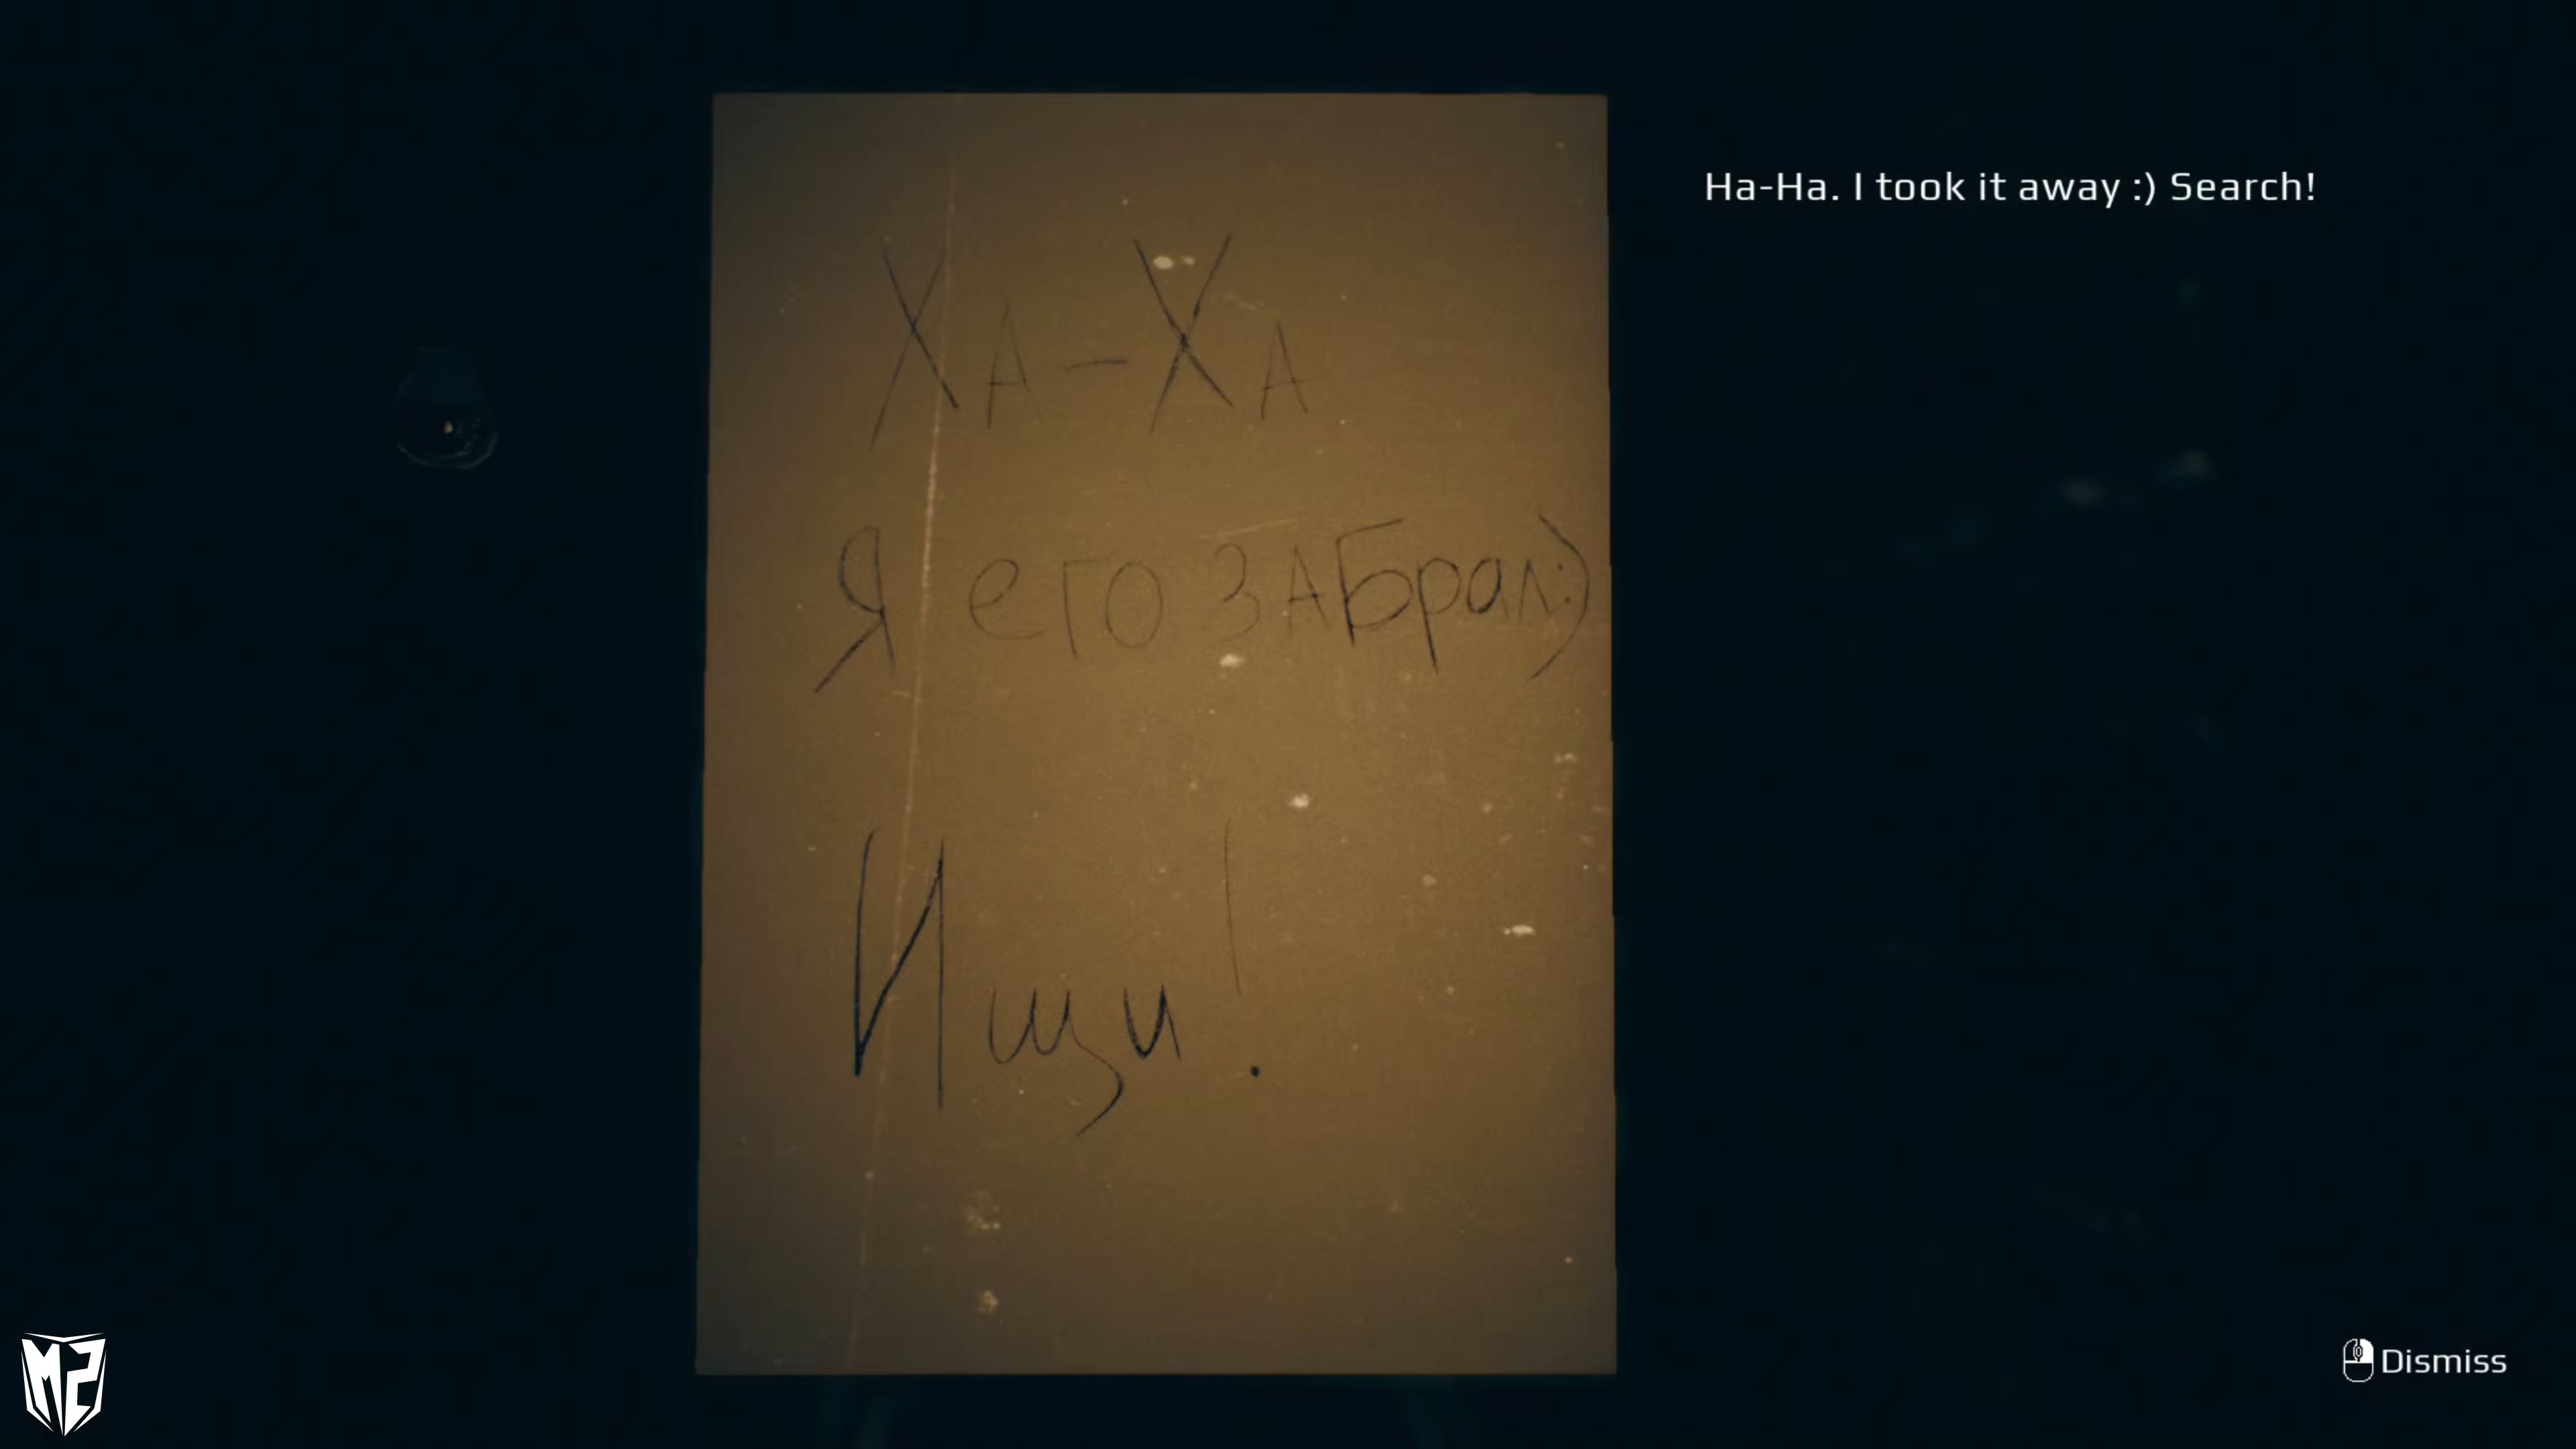 Ха-Ха
Я его забрал:)
Ищи!
Ha-Ha. I took it away :) Search!
Dismiss